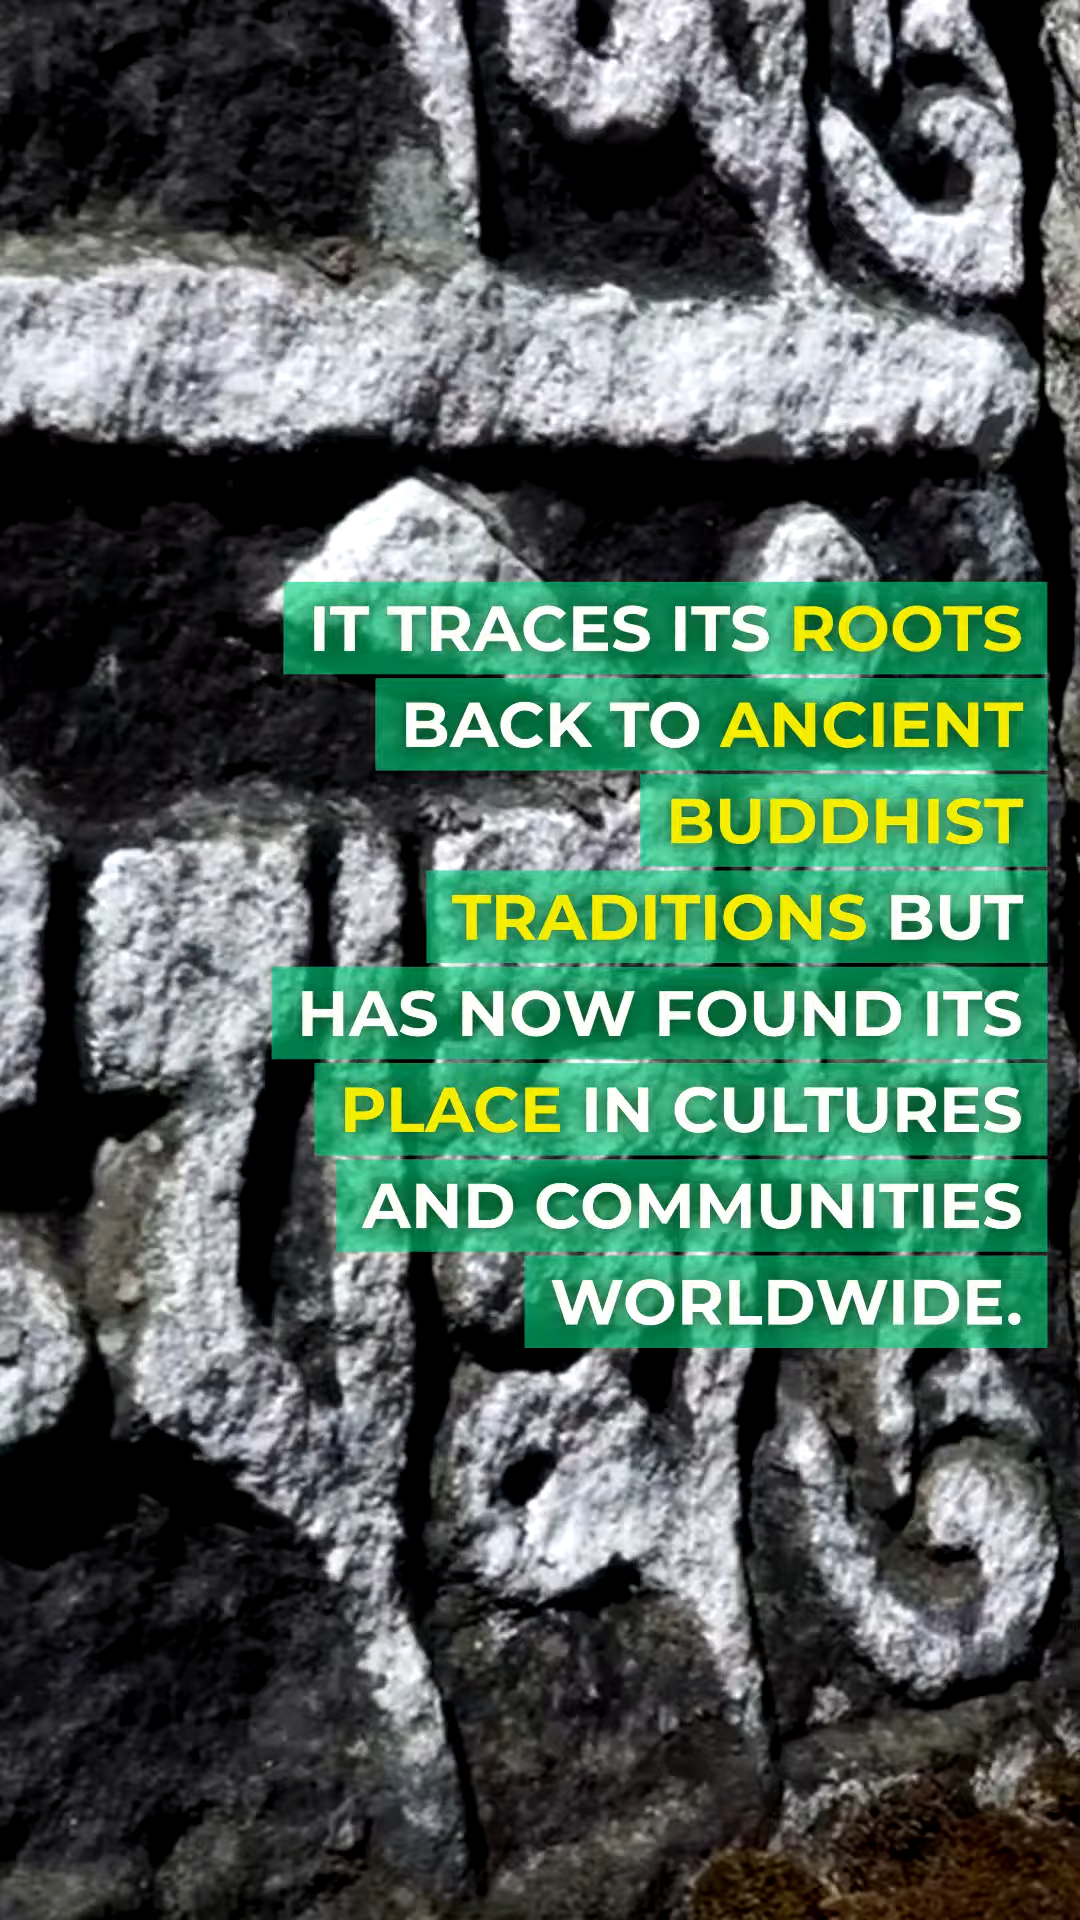 IT TRACES ITS ROOTS
BACK TO ANCIENT
BUDDHIST
TRADITIONS BUT
HAS NOW FOUND ITS
PLACE IN CULTURES
AND COMMUNITIES
WORLDWIDE.